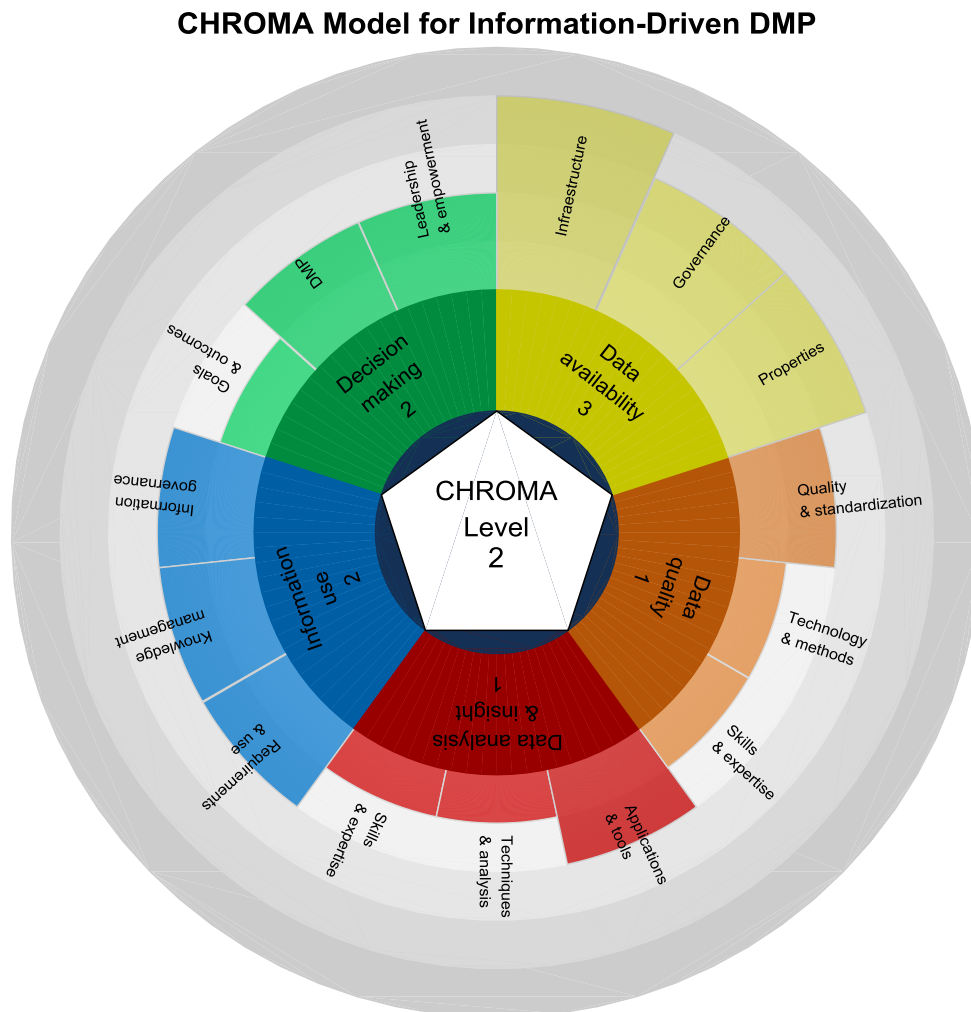 CHROMA Model for Information-Driven DMP
Leadership
& empowerment
DMP
Goals
& outcomes
Decision
making
2
Infraestructure
Governance
Properties
Data
availability
3
Quality
& standardization
Technology
& methods
Skills
& expertise
Data
quality
1
Applications
& tools
Techniques
& analysis
Skills
& expertise
Data analysis
& insight
1
Requirements
& use
Knowledge
management
Information
governance
Information
use
2
CHROMA
Level
2